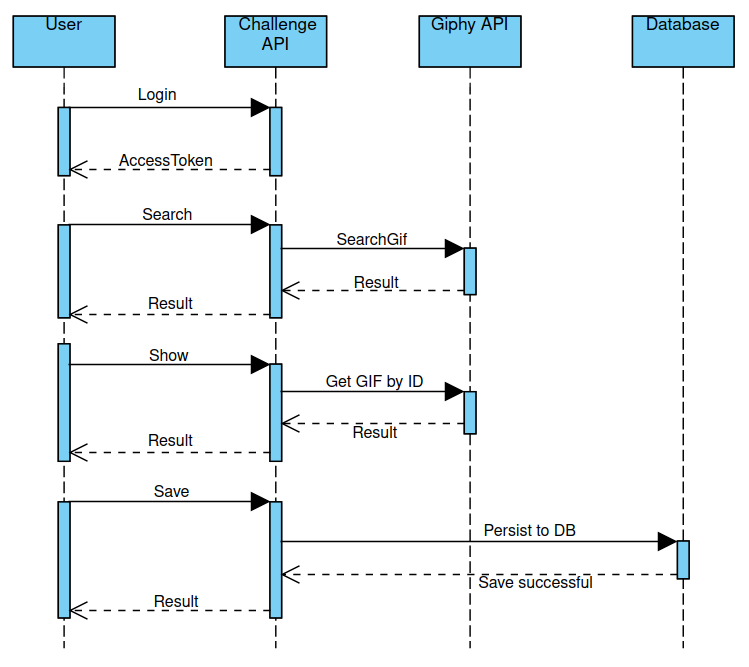 User
Challenge
API
Giphy API
Database
Login
AccessToken
Search
SearchGif
Result
Result
Show
Get GIF by ID
Result
Result
Save
Persist to DB
Save successful
Result